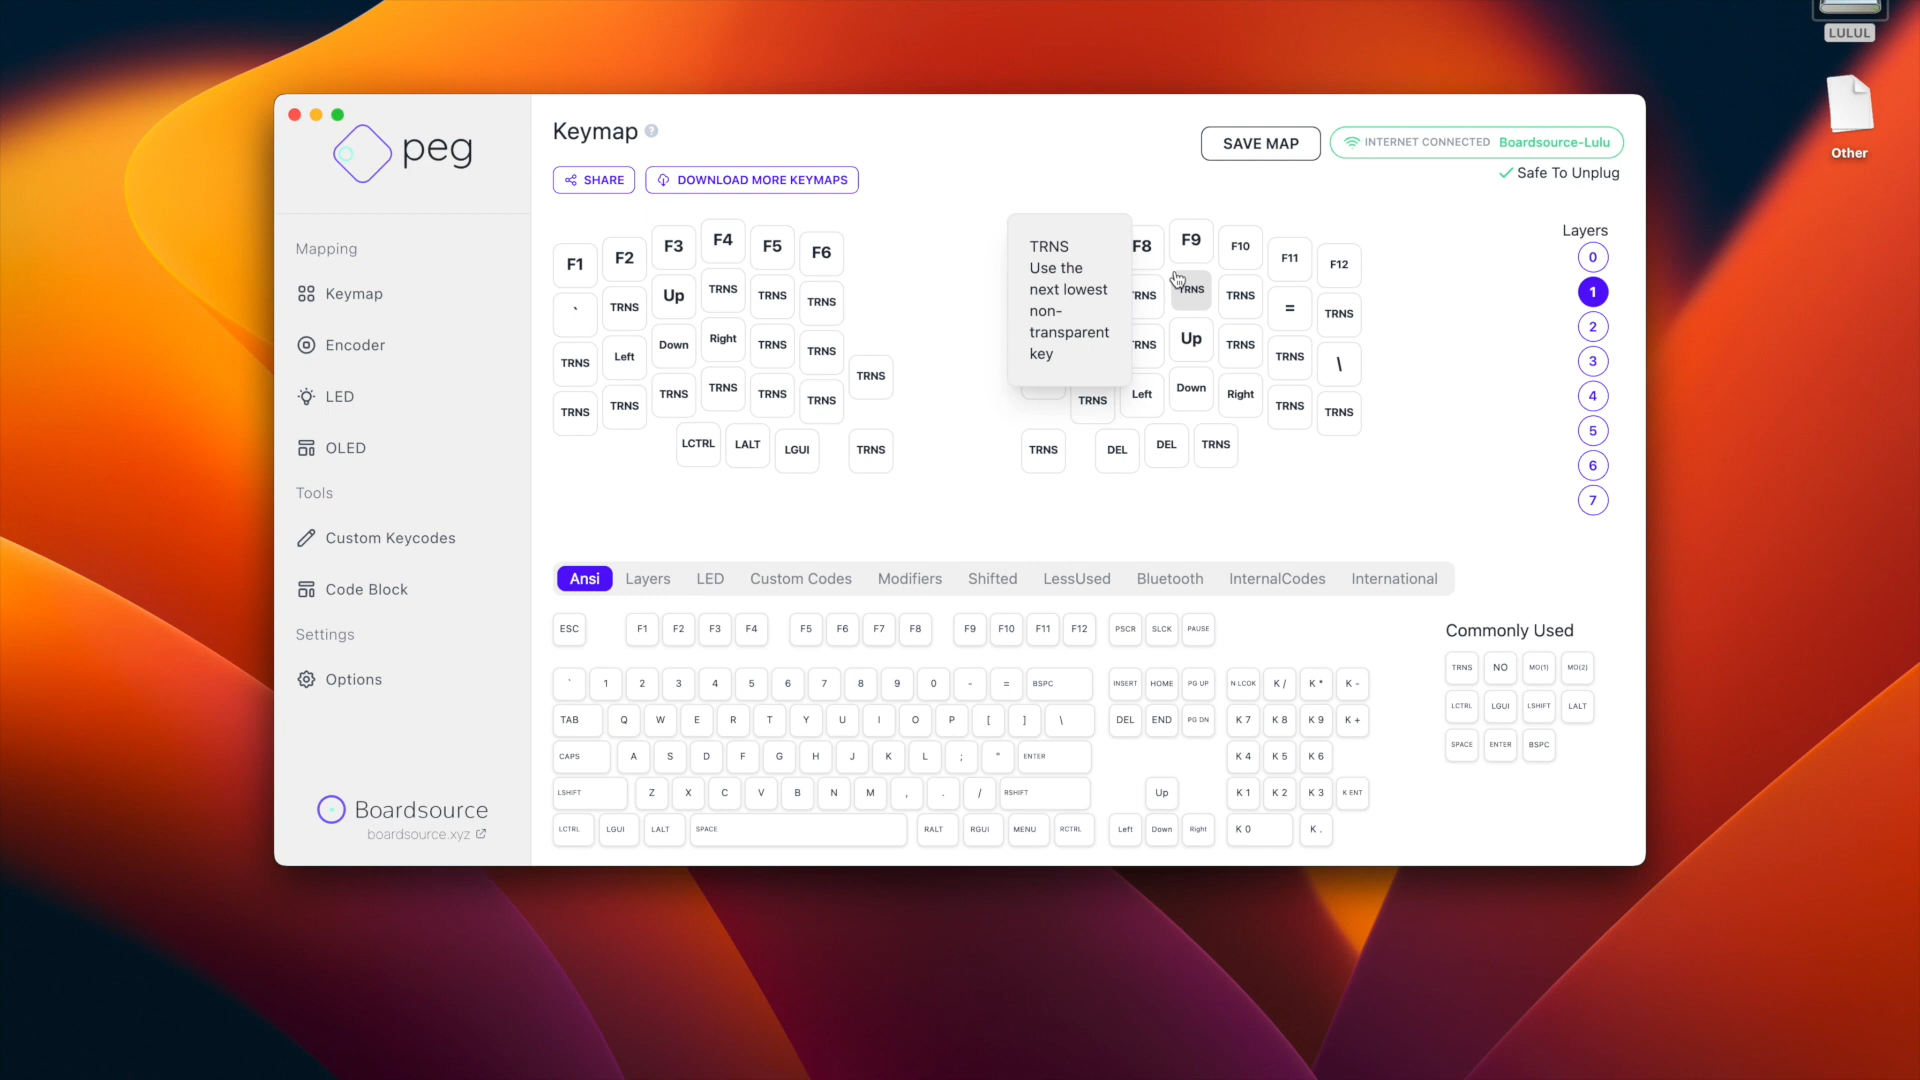 LULUL
Other
peg
Keymap ?
SAVE MAP
INTERNET CONNECTED Boardsource-Lulu
Safe To Unplug
SHARE
DOWNLOAD MORE KEYMAPS
Mapping
Keymap
Encoder
LED
OLED
Tools
Custom Keycodes
Code Block
Settings
Options
Boardsource
boardsource.xyz
F1 F2 F3 F4 F5 F6
` TRNS Up TRNS TRNS TRNS
TRNS Left Down Right TRNS TRNS TRNS
TRNS TRNS TRNS TRNS TRNS TRNS
LCTRL LALT LGUI TRNS
TRNS
Use the
next lowest
non-
transparent
key
F8 F9 F10 F11 F12
TRNS TRNS TRNS = TRNS
TRNS Up TRNS TRNS \
TRNS Left Down Right TRNS TRNS
TRNS DEL DEL TRNS
Layers
0
1
2
3
4
5
6
7
Ansi Layers LED Custom Codes Modifiers Shifted LessUsed Bluetooth InternalCodes International
ESC F1 F2 F3 F4 F5 F6 F7 F8 F9 F10 F11 F12 PSCR SLCK PAUSE
` 1 2 3 4 5 6 7 8 9 0 - = BSPC INSERT HOME PG UP N LCOK K / K * K -
TAB Q W E R T Y U I O P [ ] \ DEL END PG DN K 7 K 8 K 9 K +
CAPS A S D F G H J K L ; " ENTER K 4 K 5 K 6
LSHIFT Z X C V B N M , . / RSHIFT Up K 1 K 2 K 3 K ENT
LCTRL LGUI LALT SPACE RALT RGUI MENU RCTRL Left Down Right K 0 K .
Commonly Used
TRNS NO MO(1) MO(2)
LCTRL LGUI LSHIFT LALT
SPACE ENTER BSPC